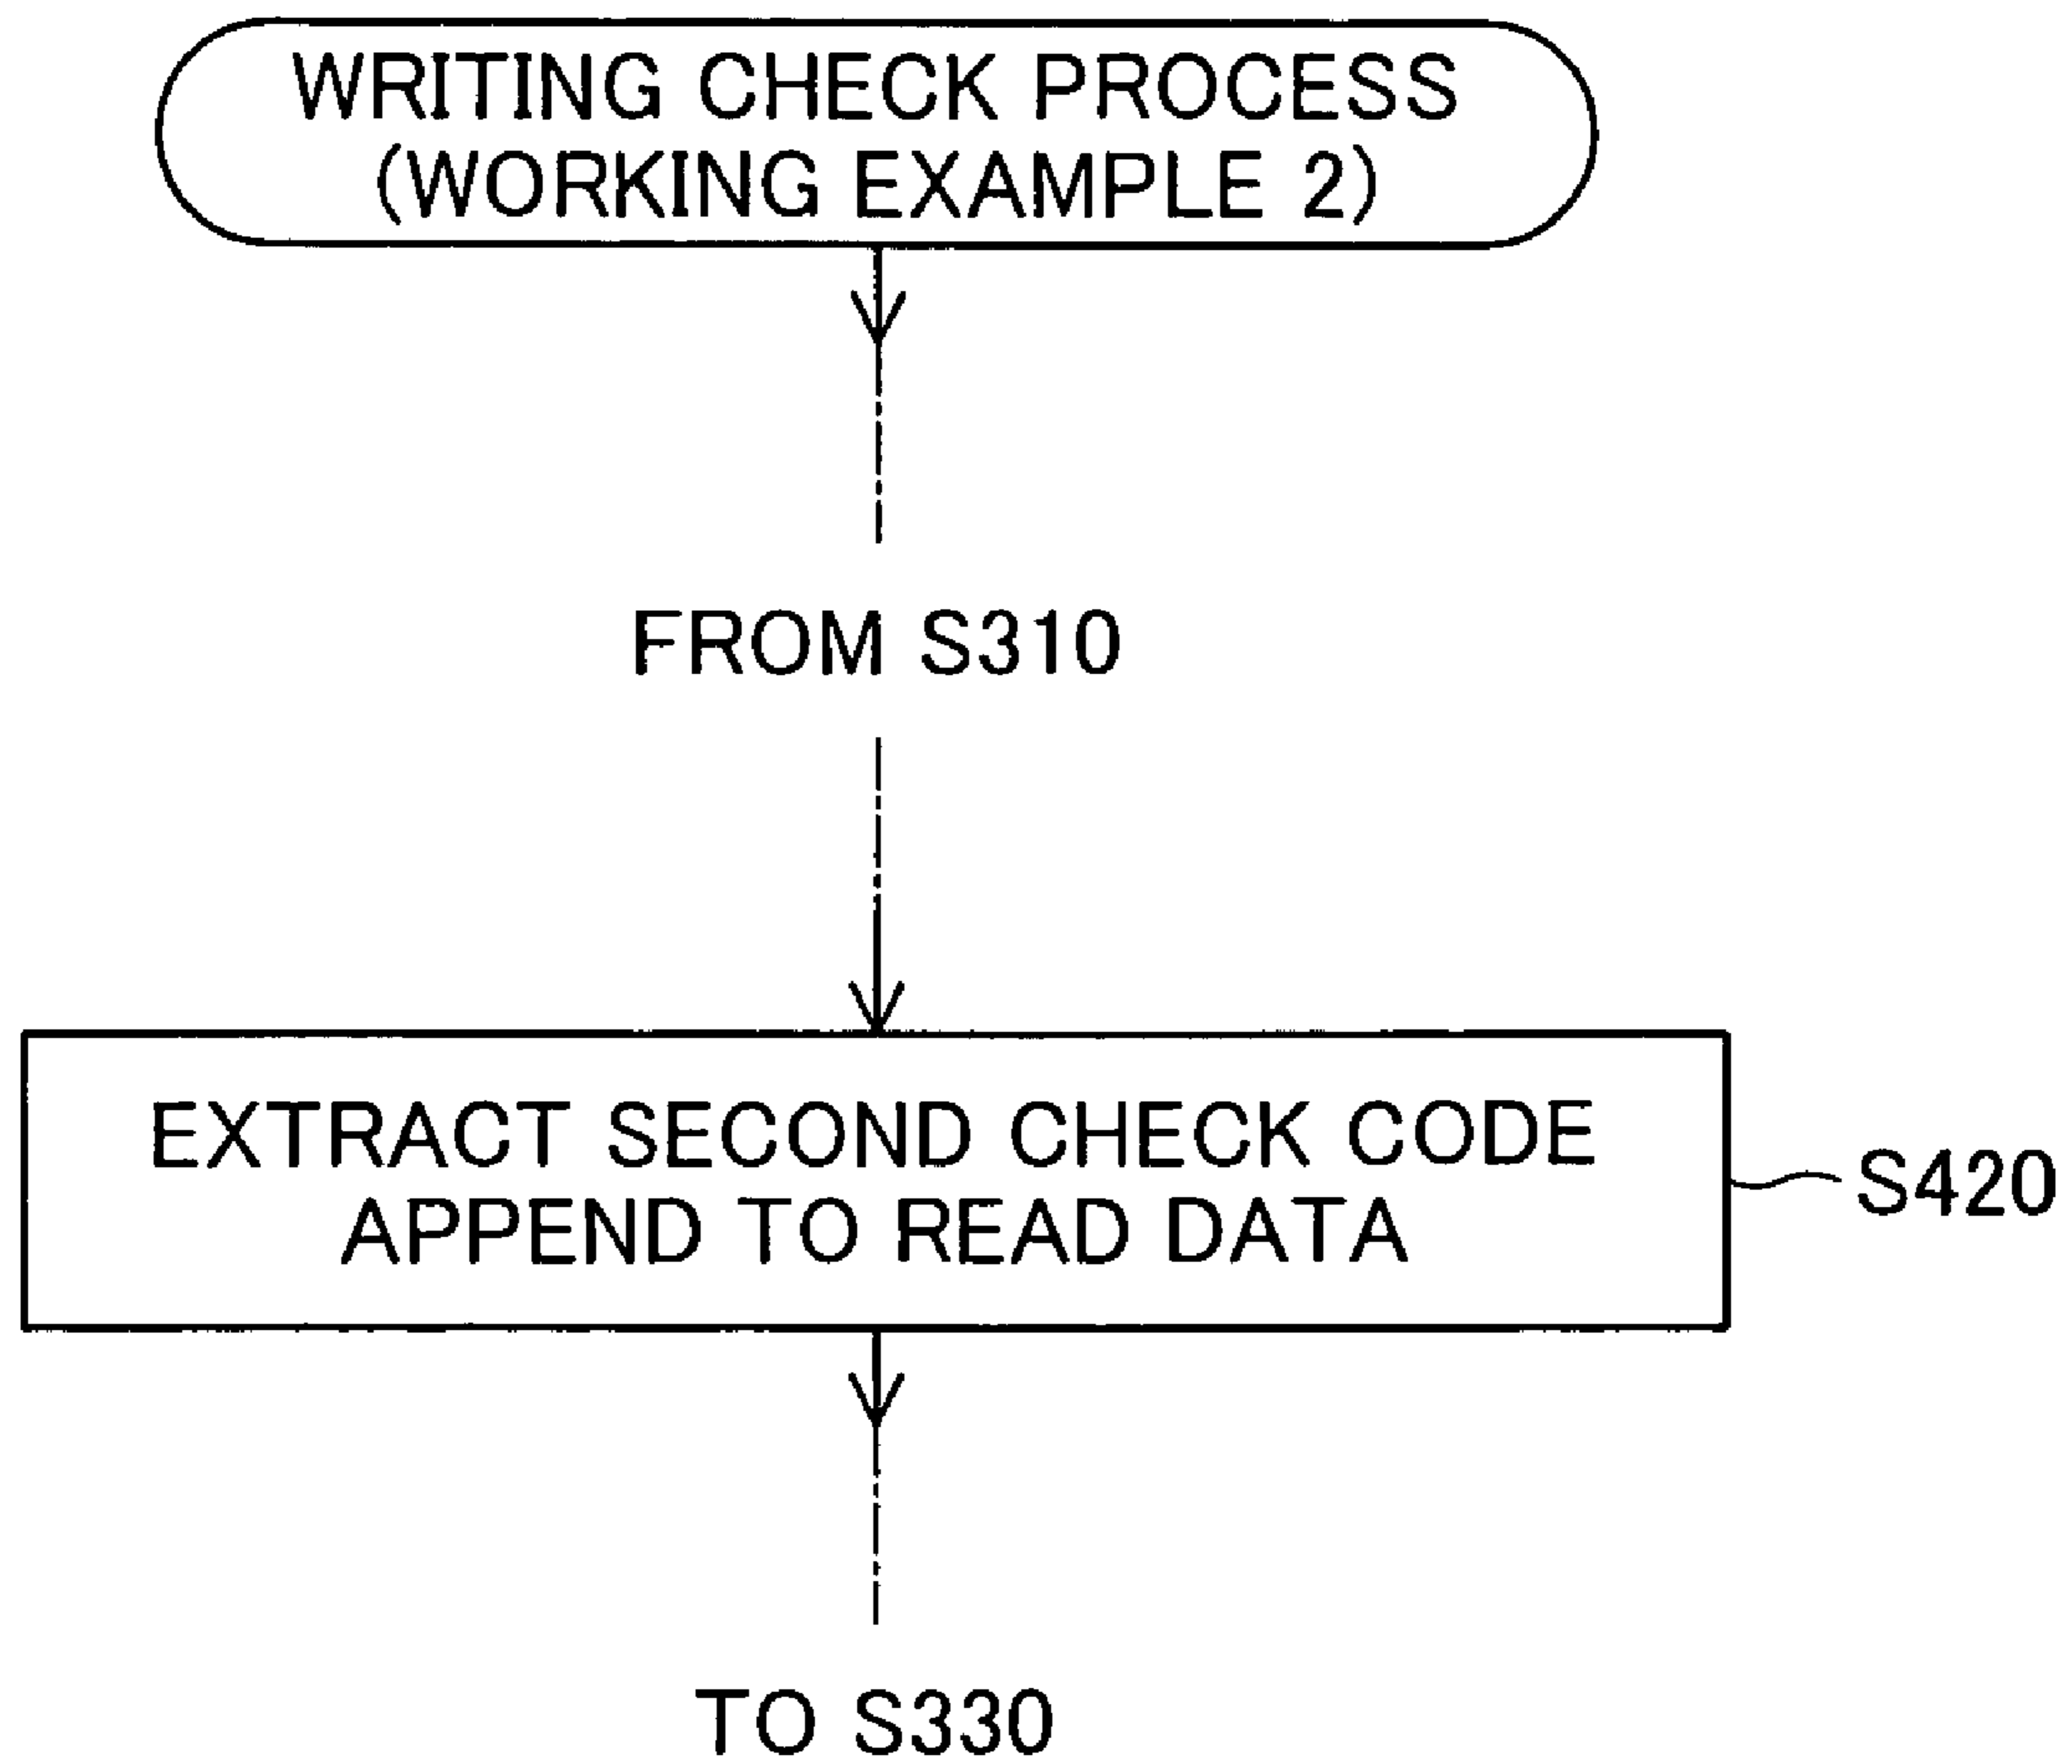 WRITING CHECK PROCESS
(WORKING EXAMPLE 2)
FROM S310
EXTRACT SECOND CHECK CODE
APPEND TO READ DATA
S420
TO S330